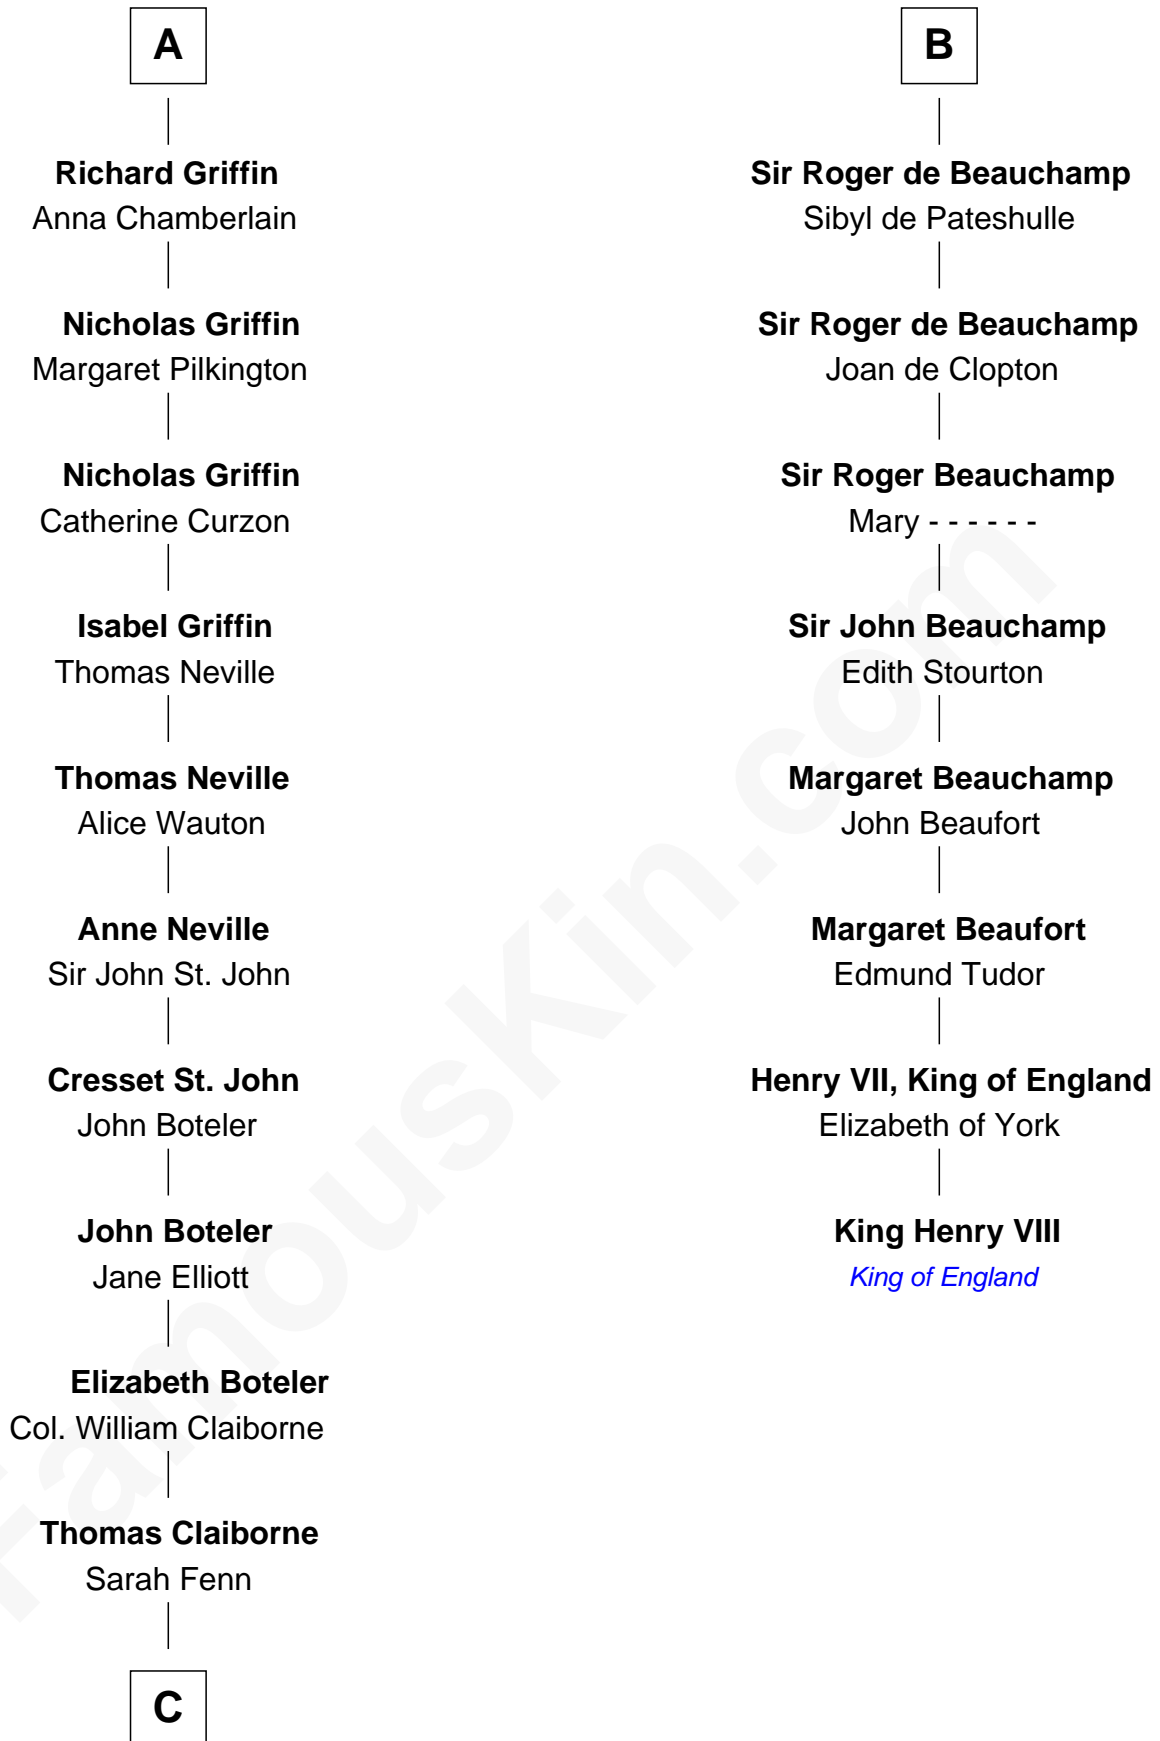 A
Richard Griffin
Anna Chamberlain
Nicholas Griffin
Margaret Pilkington
Nicholas Griffin
Catherine Curzon
Isabel Griffin
Thomas Neville
Thomas Neville
Alice Wauton
Anne Neville
Sir John St. John
Cresset St. John
John Boteler
John Boteler
Jane Elliott
Elizabeth Boteler
Col. William Claiborne
Thomas Claiborne
Sarah Fenn
C
B
Sir Roger de Beauchamp
Sibyl de Pateshulle
Sir Roger de Beauchamp
Joan de Clopton
Sir Roger Beauchamp
Mary - - - - - -
Sir John Beauchamp
Edith Stourton
Margaret Beauchamp
John Beaufort
Margaret Beaufort
Edmund Tudor
Henry VII, King of England
Elizabeth of York
King Henry VIII
King of England
FamousKin.com